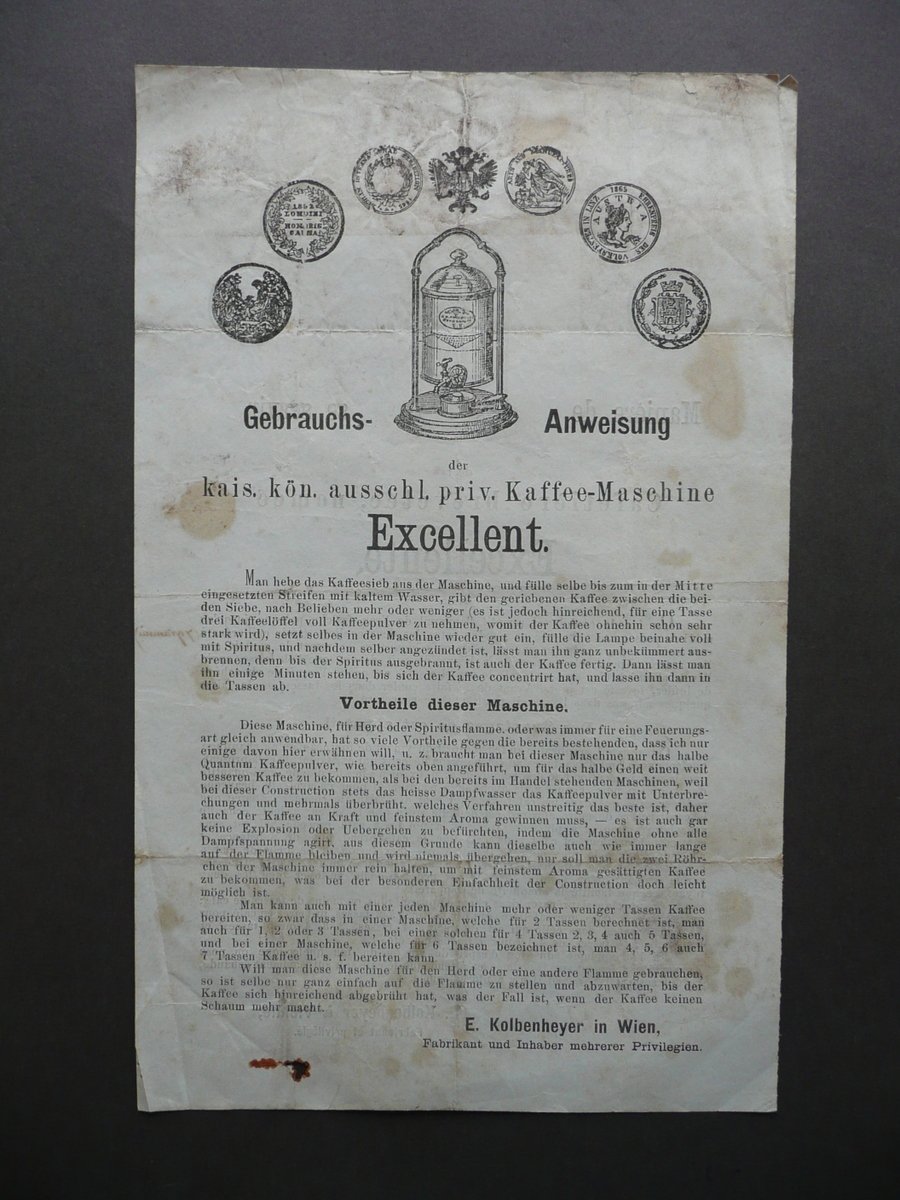 1862
LONDINI
HONORIS
CAUSA
1865
AUSTRIA
Gebrauchs- Anweisung
der
kais. kön. ausschl. priv. Kaffee-Maschine
Excellent.
Man hebe das Kaffeesieb aus der Maschine, und fülle selbe bis zum in der Mitte
eingesetzten Streifen mit kaltem Wasser, gibt den geriebenen Kaffee zwischen die bei-
den Siebe, nach Belieben mehr oder weniger (es ist jedoch hinreichend, für eine Tasse
drei Kaffeelöffel voll Kaffeepulver zu nehmen, womit der Kaffee ohnehin schon sehr
stark wird), setzt selbes in der Maschine wieder gut ein, fülle die Lampe beinahe voll
mit Spiritus, und nachdem selber angezündet ist, lässt man ihn ganz unbekümmert aus-
brennen, denn bis der Spiritus ausgebrannt, ist auch der Kaffee fertig. Dann lässt man
ihn einige Minuten stehen, bis sich der Kaffee concentrirt hat, und lasse ihn dann in
die Tassen ab.
Vortheile dieser Maschine.
Diese Maschine, für Herd oder Spiritusflamme, oder was immer für eine Feuerungs-
art gleich anwendbar, hat so viele Vortheile gegen die bereits bestehenden, dass ich nur
einige davon hier erwähnen will, u. z. braucht man bei dieser Maschine nur das halbe
Quantum Kaffeepulver, wie bereits oben angeführt, um für das halbe Geld einen weit
besseren Kaffee zu bekommen, als bei den bereits im Handel stehenden Maschinen, weil
bei dieser Construction stets das heisse Dampfwasser das Kaffeepulver mit Unterbre-
chungen und mehrmals überbrüht, welches Verfahren unstreitig das beste ist, daher
auch der Kaffee an Kraft und feinstem Aroma gewinnen muss, — es ist auch gar
keine Explosion oder Uebergehen zu befürchten, indem die Maschine ohne alle
Dampfspannung agirt, aus diesem Grunde kann dieselbe auch wie immer lange
auf der Flamme bleiben und wird niemals übergehen, nur soll man die zwei Röhr-
chen der Maschine immer rein halten, um mit feinstem Aroma gesättigten Kaffee
zu bekommen, was bei der besonderen Einfachheit der Construction doch leicht
möglich ist.
Man kann auch mit einer jeden Maschine mehr oder weniger Tassen Kaffee
bereiten, so zwar dass in einer Maschine, welche für 2 Tassen berechnet ist, man
auch für 1, 2 oder 3 Tassen, bei einer solchen für 4 Tassen 2, 3, 4 auch 5 Tassen,
und bei einer Maschine, welche für 6 Tassen bezeichnet ist, man 4, 5, 6 auch
7 Tassen Kaffee u. s. f. bereiten kann.
Will man diese Maschine für den Herd oder eine andere Flamme gebrauchen,
so ist selbe nur ganz einfach auf die Flamme zu stellen und abzuwarten, bis der
Kaffee sich hinreichend abgebrüht hat, was der Fall ist, wenn der Kaffee keinen
Schaum mehr macht.
E. Kolbenheyer in Wien,
Fabrikant und Inhaber mehrerer Privilegien.